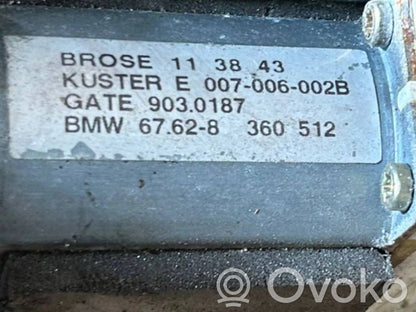 BROSE 11 38 43
KUSTER E 007-006-002B
GATE 903.0187
BMW 67.62-8 360 512
Ovoko